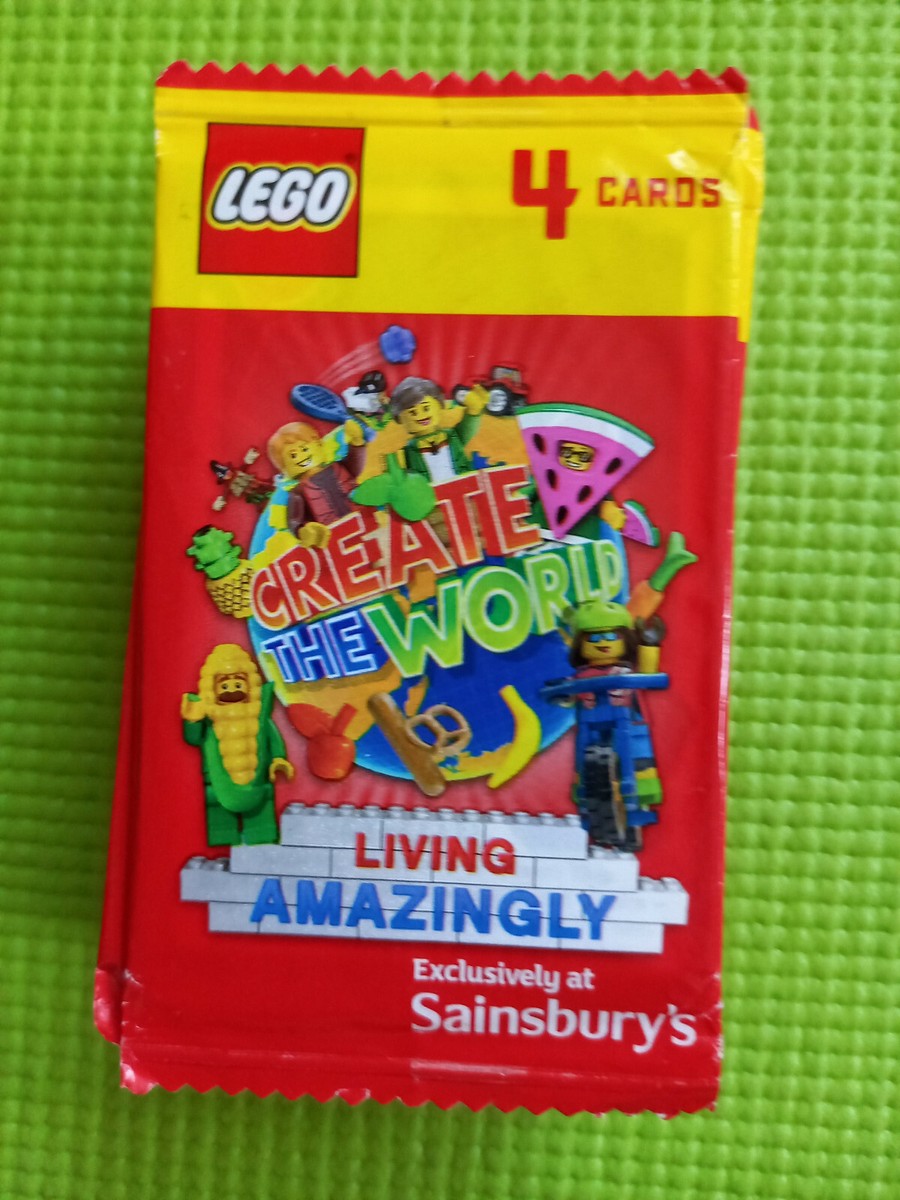 LEGO
4 CARDS
CREATE
THE WORLD
LIVING
AMAZINGLY
Exclusively at
Sainsbury's